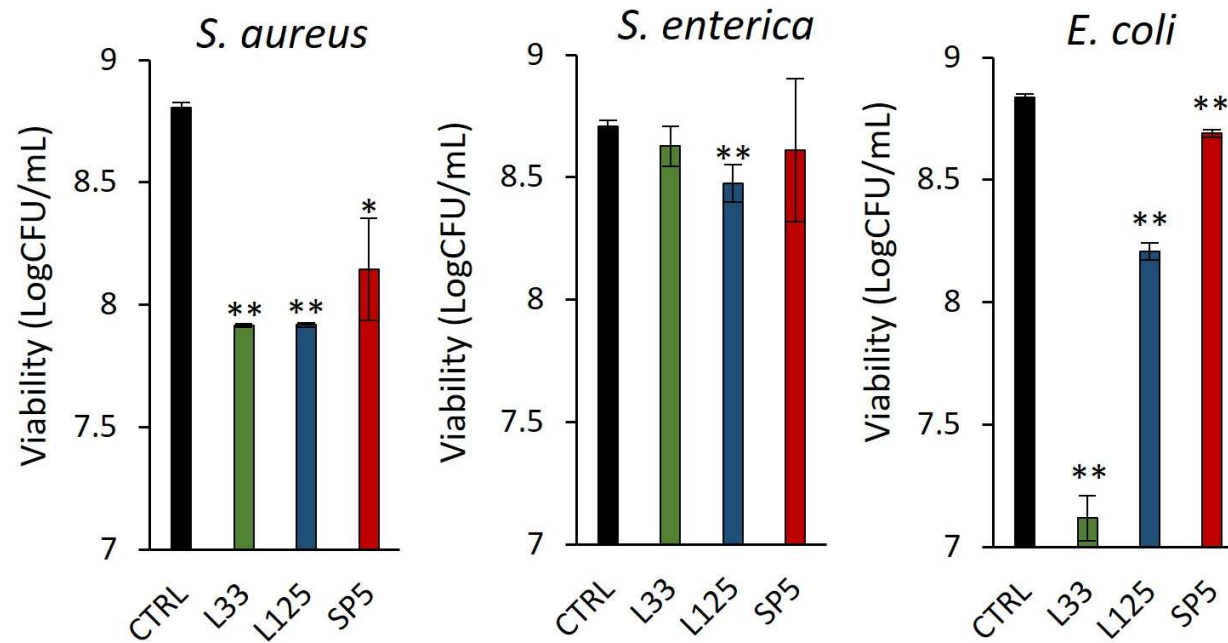 S. aureus
Viability (LogCFU/mL)
9
8.5
8
7.5
7
**
**
*
CTRL
L33
L125
SP5
S. enterica
Viability (LogCFU/mL)
9
8.5
8
7.5
7
**
CTRL
L33
L125
SP5
E. coli
Viability (LogCFU/mL)
9
8.5
8
7.5
7
**
**
**
CTRL
L33
L125
SP5